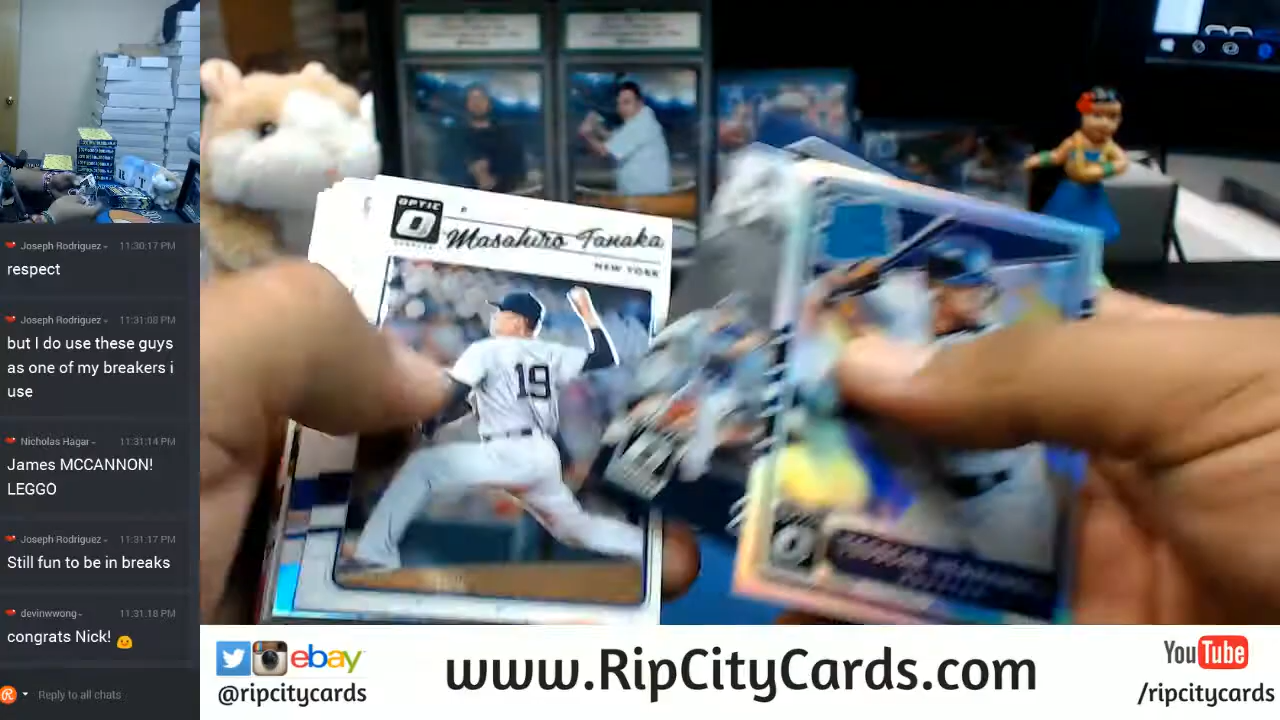 Joseph Rodriguez 11:30:17 PM
respect
Joseph Rodriguez 11:31:08 PM
but I do use these guys
as one of my breakers i
use
Nicholas Hagar 11:31:14 PM
James MCCANNON!
LEGGO
Joseph Rodriguez 11:31:17 PM
Still fun to be in breaks
devinwwong 11:31:18 PM
congrats Nick!
Reply to all chats
OPTIC
Masahiro Tanaka
NEW YORK
19
ebay
@ripcitycards
www.RipCityCards.com
YouTube
/ripcitycards